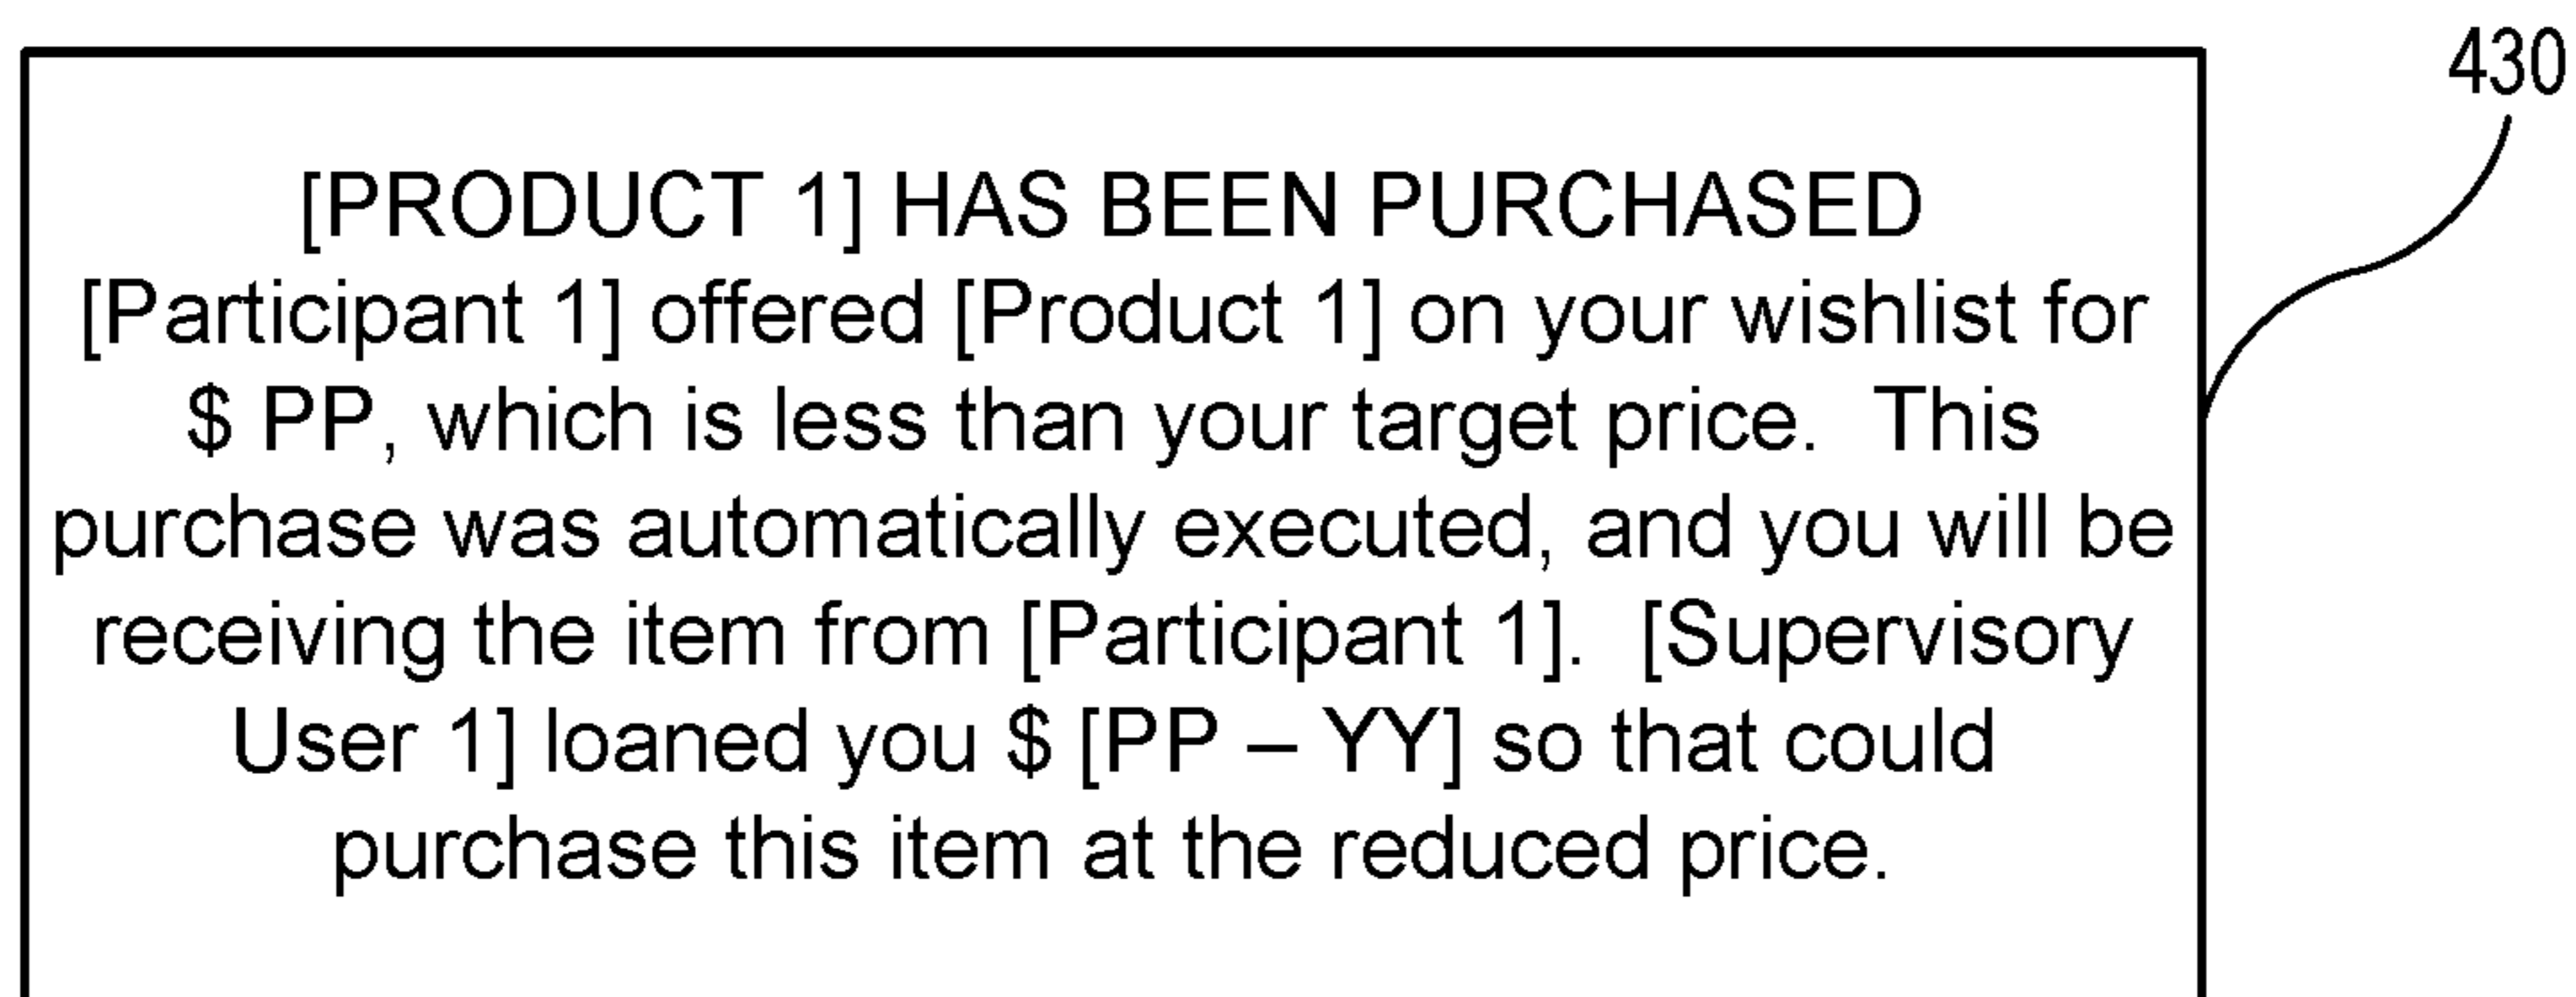 430
[PRODUCT 1] HAS BEEN PURCHASED
[Participant 1] offered [Product 1] on your wishlist for
$ PP, which is less than your target price. This
purchase was automatically executed, and you will be
receiving the item from [Participant 1]. [Supervisory
User 1] loaned you $ [PP – YY] so that could
purchase this item at the reduced price.